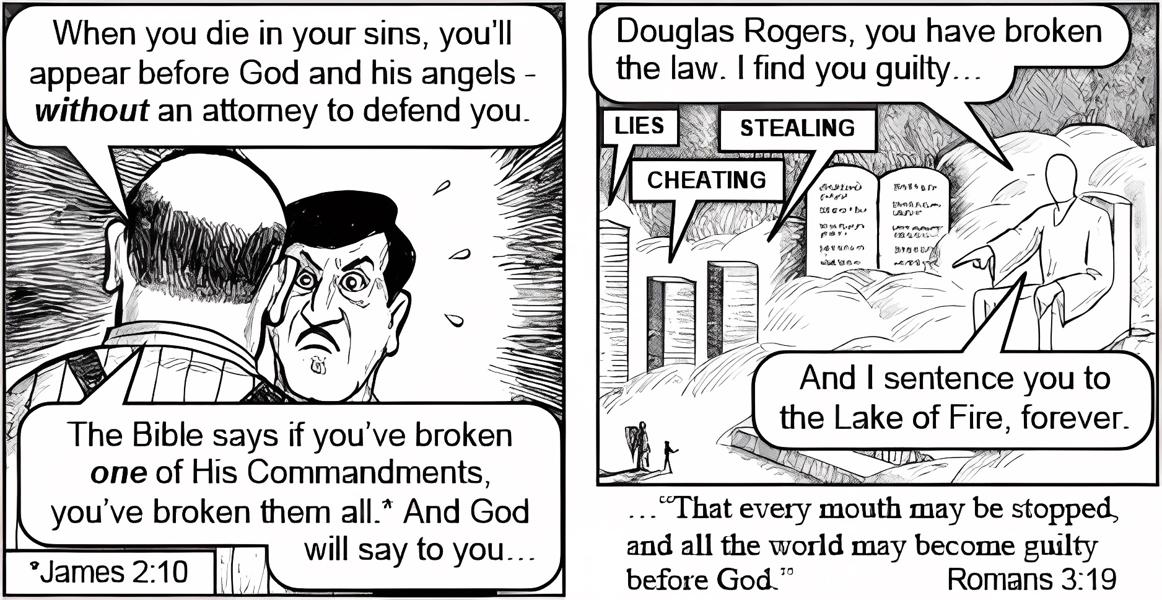 When you die in your sins, you'll
appear before God and his angels -
without an attorney to defend you.
The Bible says if you've broken
one of His Commandments,
you've broken them all.* And God
will say to you...
*James 2:10
Douglas Rogers, you have broken
the law. I find you guilty...
LIES
STEALING
CHEATING
And I sentence you to
the Lake of Fire, forever.
..."That every mouth may be stopped,
and all the world may become guilty
before God." Romans 3:19